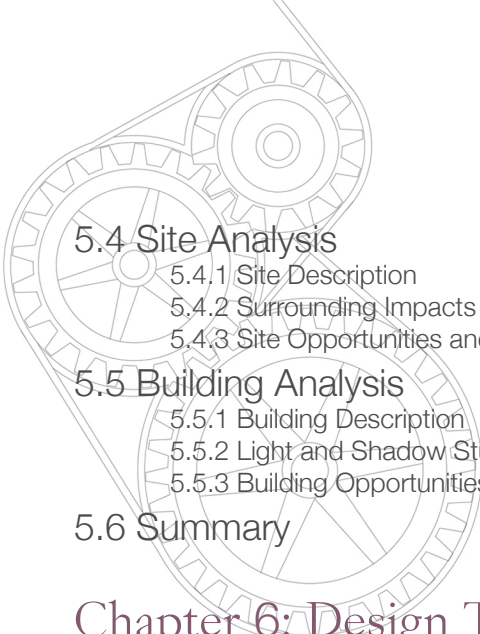 5.4 Site Analysis
5.4.1 Site Description
5.4.2 Surrounding Impacts
5.4.3 Site Opportunities
5.5 Building Analysis
5.5.1 Building Description
5.5.2 Light and Shadow
5.5.3 Building Opportunities
5.6 Summary
Chapter 6: Design